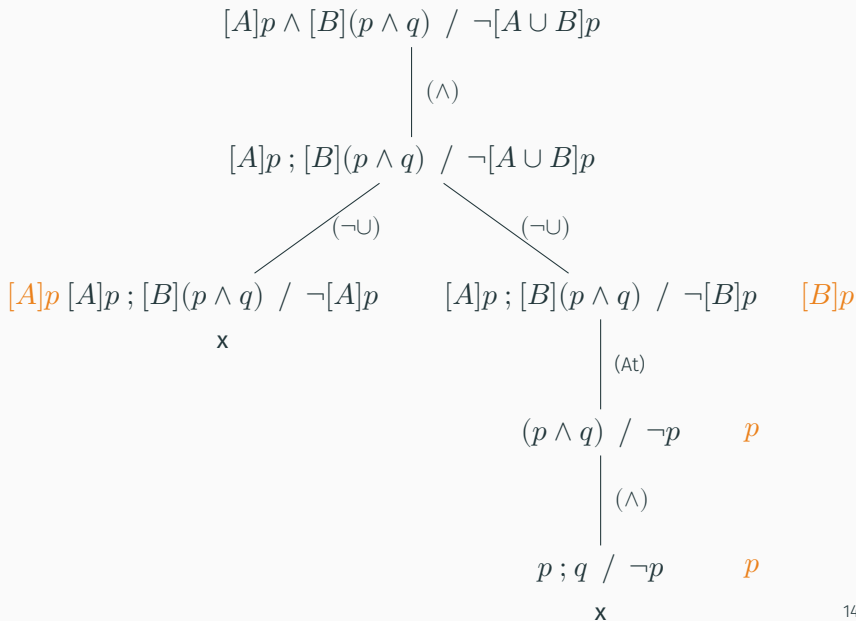 [A]p ∧ [B](p ∧ q) / ¬[A ∪ B]p
(∧)
[A]p ; [B](p ∧ q) / ¬[A ∪ B]p
(¬∪) (¬∪)
[A]p [A]p ; [B](p ∧ q) / ¬[A]p [A]p ; [B](p ∧ q) / ¬[B]p [B]p
x
(At)
(p ∧ q) / ¬p p
(∧)
p ; q / ¬p p
x
14